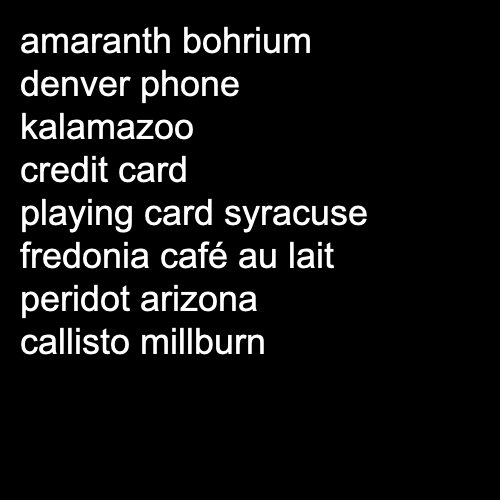 amaranth bohrium
denver phone
kalamazoo
credit card
playing card syracuse
fredonia café au lait
peridot arizona
callisto millburn